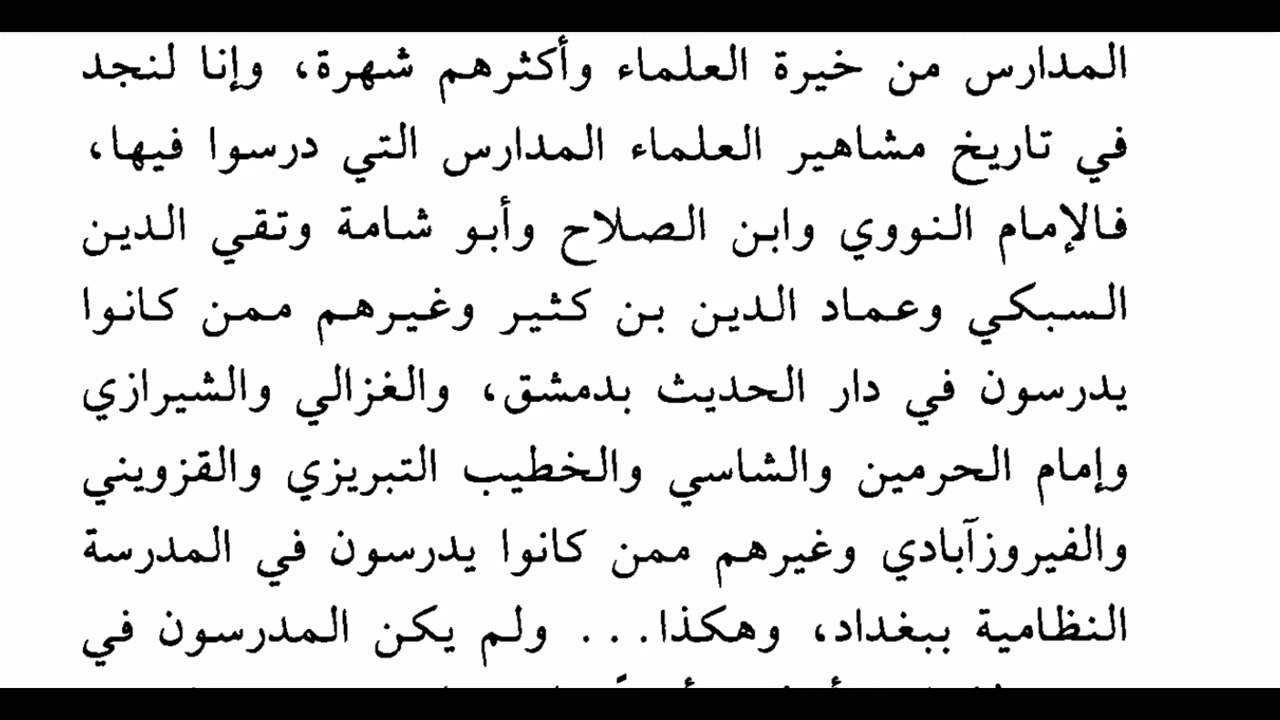 المدارس من خيرة العلماء وأكثرهم شهرة، وإنا لنجد
في تاريخ مشاهير العلماء المدارس التي درسوا فيها،
فالإمام النووي وابن الصلاح وأبو شامة وتقي الدين
السبكي وعماد الدين بن كثير وغيرهم ممن كانوا
يدرسون في دار الحديث بدمشق، والغزالي والشيرازي
وإمام الحرمين والشاسي والخطيب التبريزي والقزويني
والفيروزآبادي وغيرهم ممن كانوا يدرسون في المدرسة
النظامية ببغداد، وهكذا... ولم يكن المدرسون في